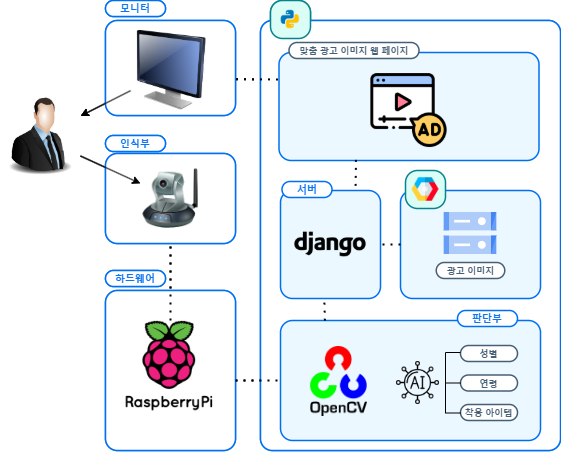 모니터
맞춤 광고 이미지 웹 페이지
AD
인식부
서버
django
광고 이미지
하드웨어
RaspberryPi
판단부
OpenCV
AI
성별
연령
착용 아이템